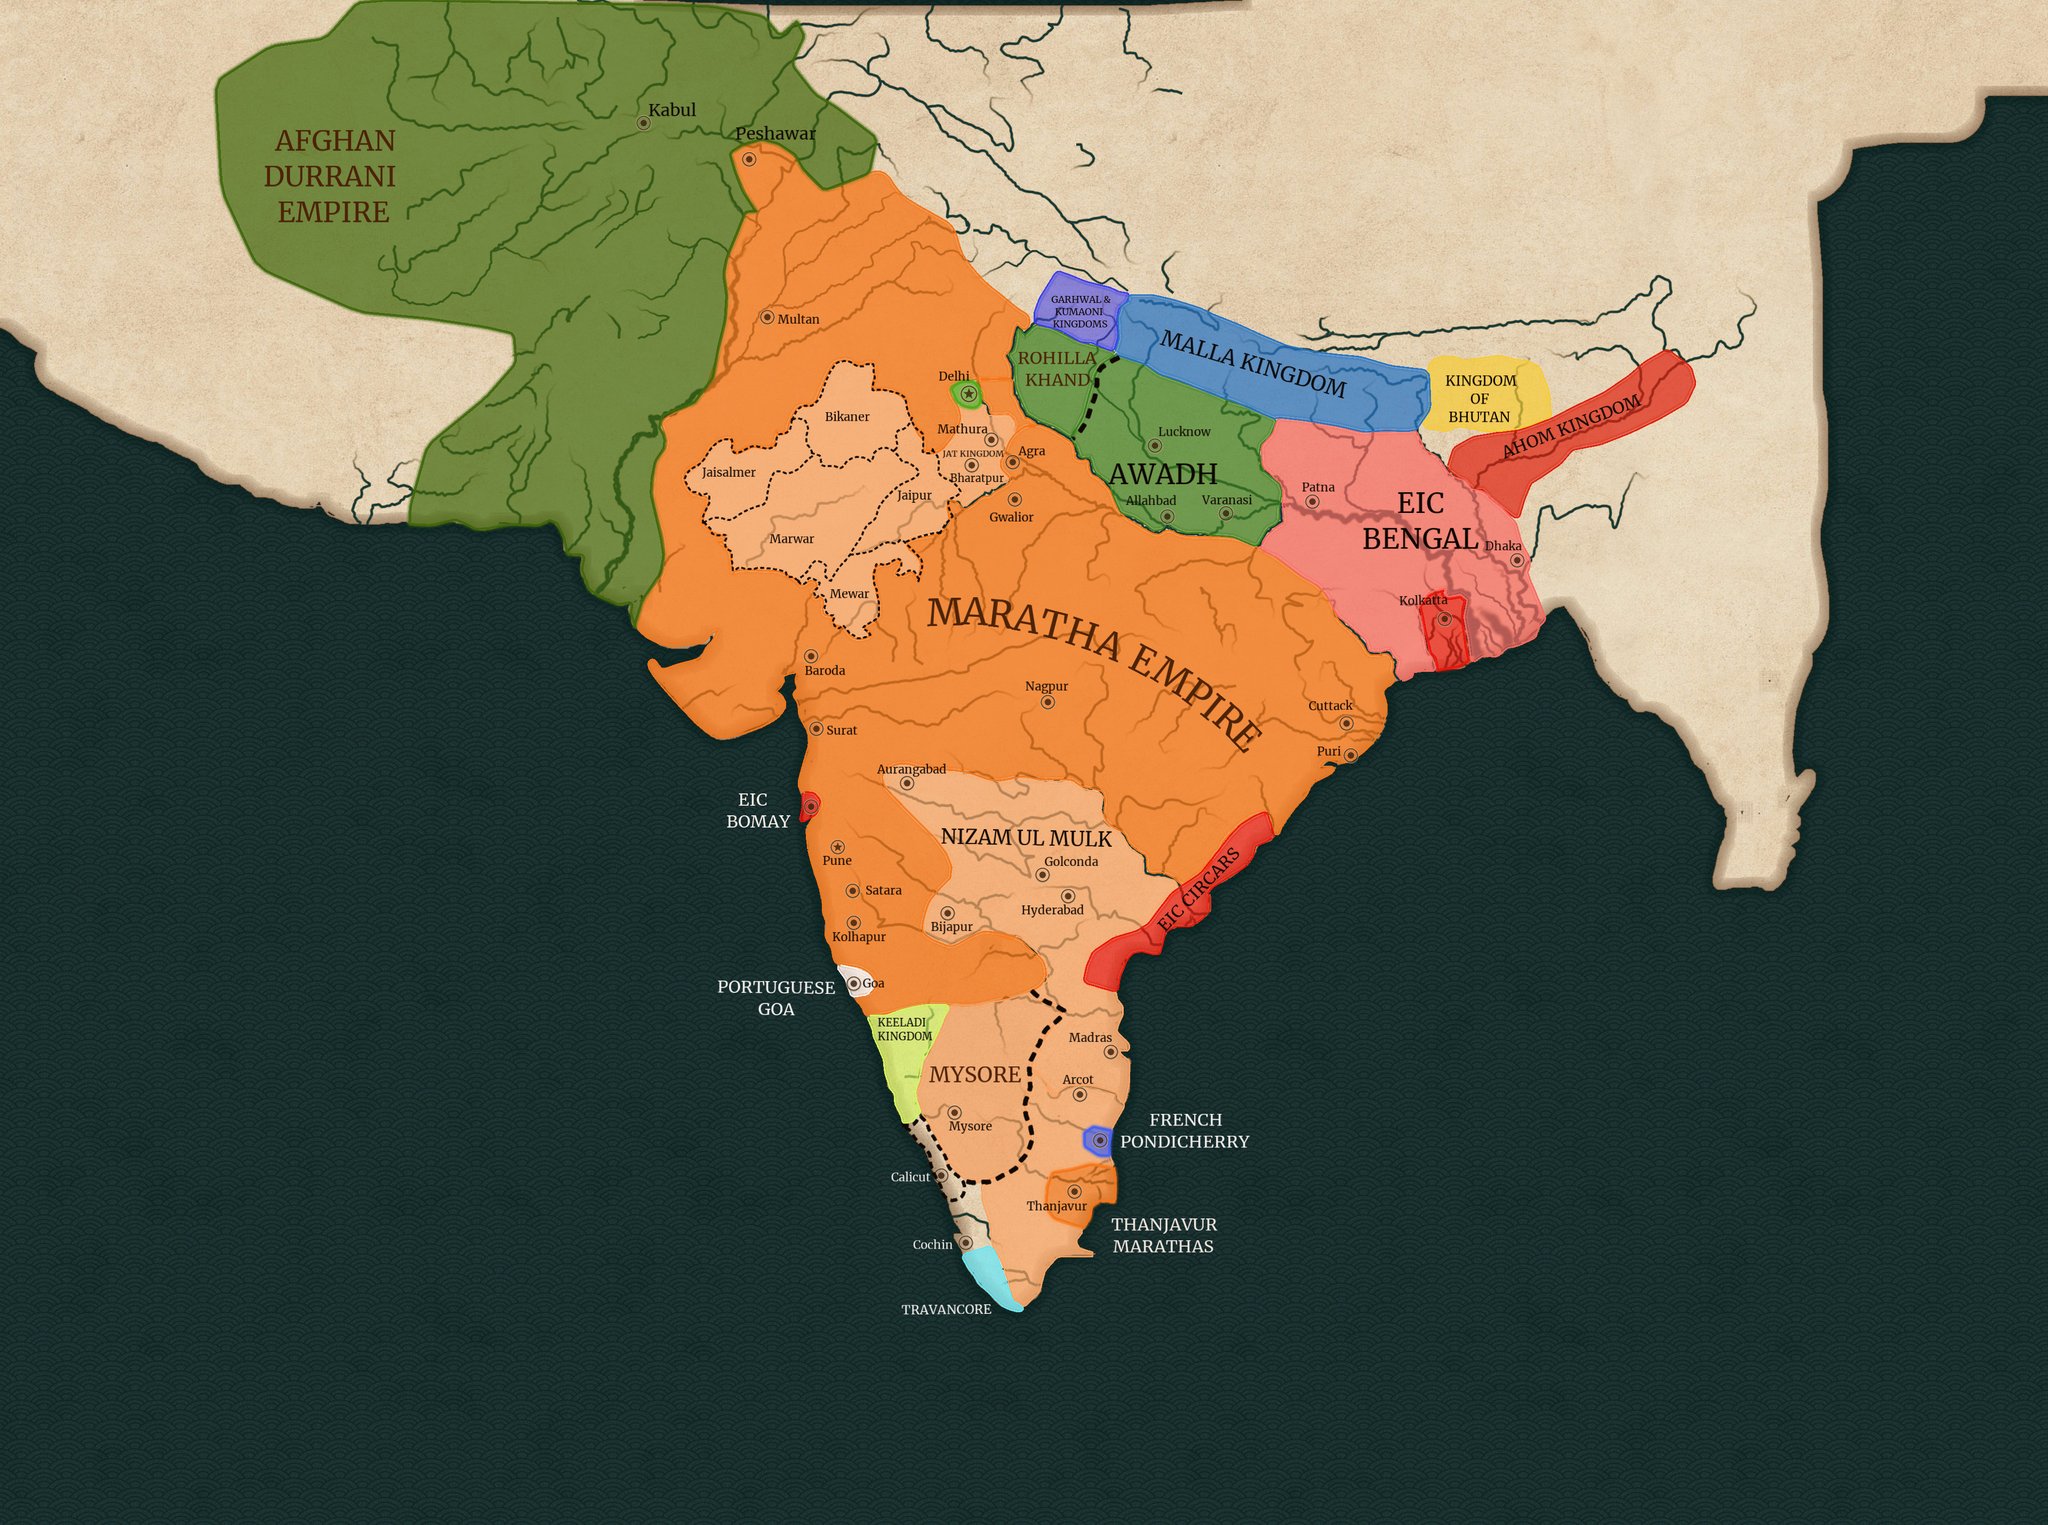 Kabul
Peshawar
AFGHAN
DURRANI
EMPIRE
Multan
GARHWAL &
KUMAONI
KINGDOMS
MALLA KINGDOM
ROHILLA
KHAND
KINGDOM
OF
BHUTAN
AHOM KINGDOM
Delhi
Bikaner
Mathura
JAT KINGDOM
Bharatpur
Agra
Jaisalmer
Jaipur
Gwalior
Marwar
Mewar
Lucknow
AWADH
Allahbad
Varanasi
Patna
EIC
BENGAL
Dhaka
Kolkatta
MARATHA EMPIRE
Baroda
Nagpur
Surat
Cuttack
Puri
Aurangabad
EIC
BOMAY
NIZAM UL MULK
Golconda
Pune
Satara
Hyderabad
EIC CIRCARS
Kolhapur
Bijapur
PORTUGUESE
GOA
Goa
KEELADI
KINGDOM
Madras
MYSORE
Arcot
Mysore
FRENCH
PONDICHERRY
Calicut
Thanjavur
THANJAVUR
MARATHAS
Cochin
TRAVANCORE